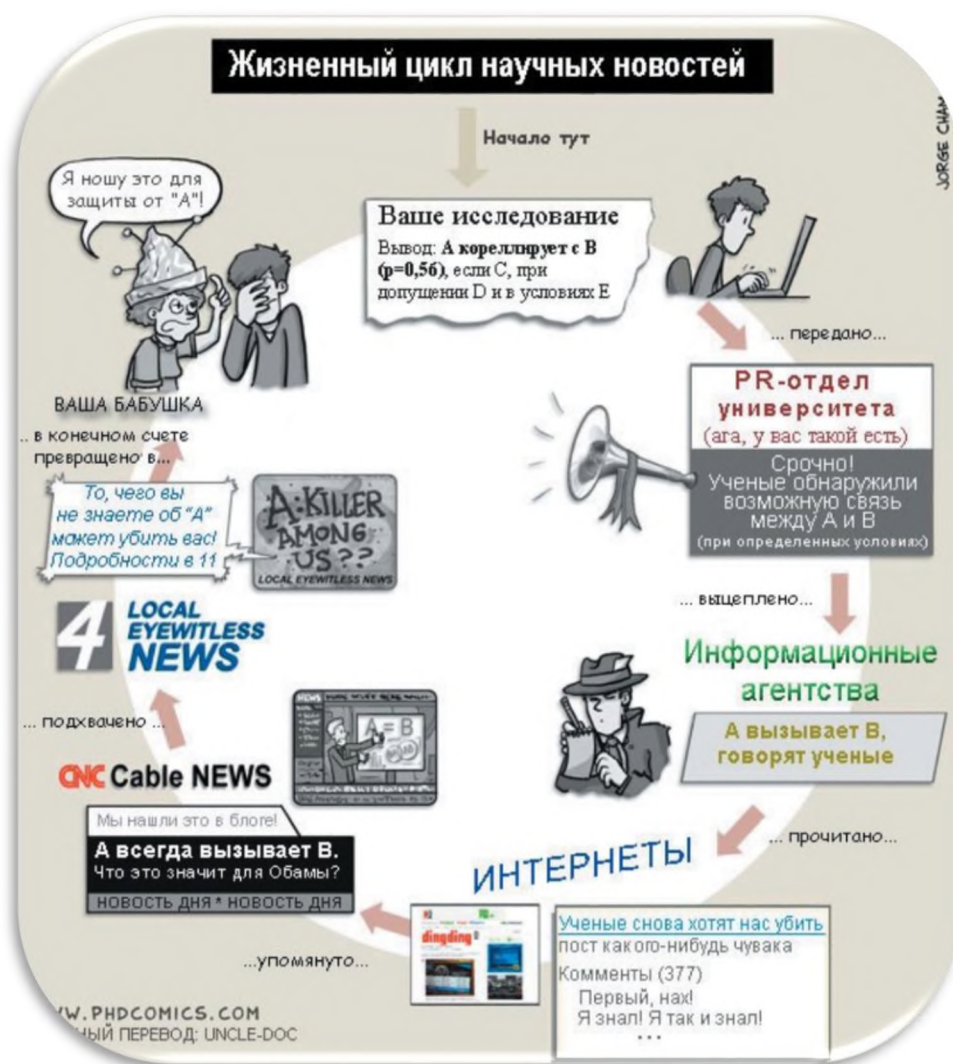 Жизненный цикл научных новостей
Начало тут
JORGE CHAM
Ваше исследование
Вывод: А кореллирует с В
(р=0,56), если С, при
допущении D и в условиях Е
... передано...
PR-отдел
университета
(ага, у вас такой есть)
Срочно!
Ученые обнаружили
возможную связь
между А и В
(при определенных условиях)
... выцеплено...
Информационные
агентства
А вызывает В,
говорят ученые
... прочитано...
ИНТЕРНЕТЫ
dingding
Ученые снова хотят нас убить
пост какого-нибудь чувака
Комменты (377)
Первый, нах!
Я знал! Я так и знал!
...
...упомянуто...
CNC Cable NEWS
NEWS
A = B
Мы нашли это в блоге!
А всегда вызывает В.
Что это значит для Обамы?
НОВОСТЬ ДНЯ * НОВОСТЬ ДНЯ
... подхвачено ...
4 LOCAL
EYEWITLESS
NEWS
То, чего вы
не знаете об "А"
может убить вас!
Подробности в 11
A:KILLER
AMONG
US??
LOCAL EYEWITLESS NEWS
.. в конечном счете
превращено в...
ВАША БАБУШКА
Я ношу это для
защиты от "А"!
WWW.PHDCOMICS.COM
НЫЙ ПЕРЕВОД: UNCLE-DOC